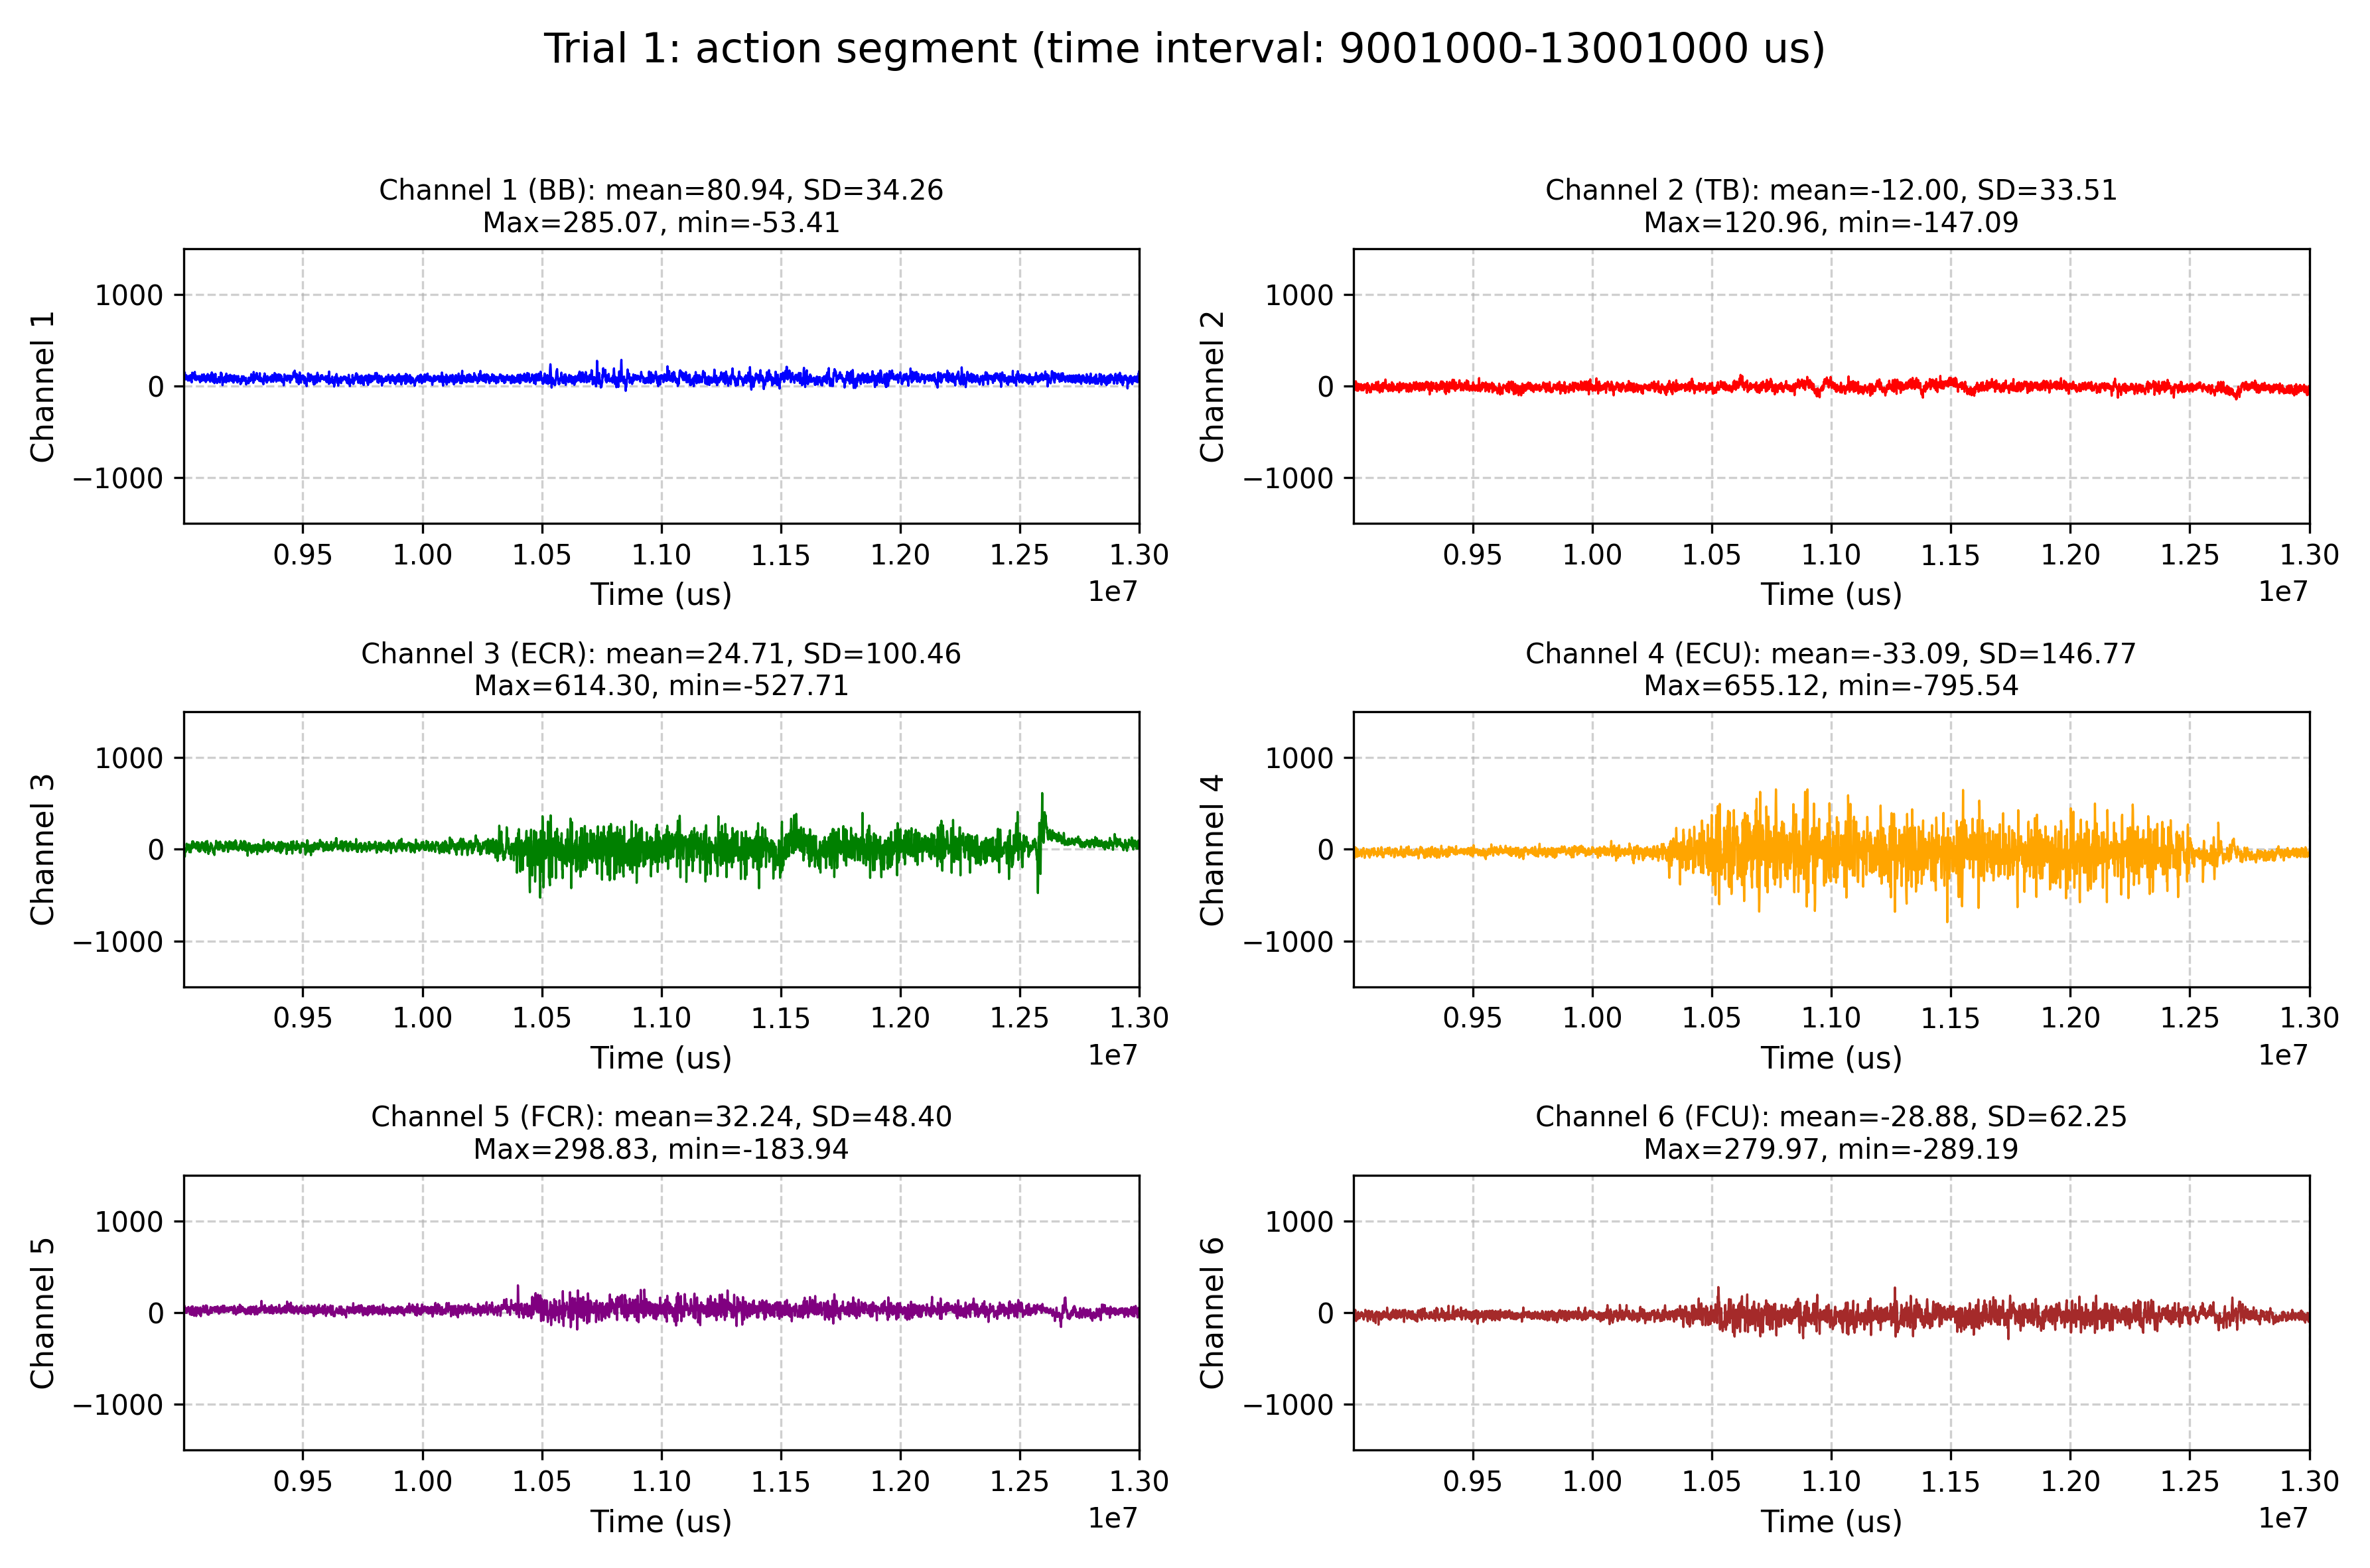 Trial 1: action segment (time interval: 9001000-13001000 us)
Channel 1 (BB): mean=80.94, SD=34.26
Max=285.07, min=-53.41
Channel 1
1000
0
−1000
0.95 1.00 1.05 1.10 1.15 1.20 1.25 1.30
Time (us)
1e7
Channel 2 (TB): mean=-12.00, SD=33.51
Max=120.96, min=-147.09
Channel 2
1000
0
−1000
0.95 1.00 1.05 1.10 1.15 1.20 1.25 1.30
Time (us)
1e7
Channel 3 (ECR): mean=24.71, SD=100.46
Max=614.30, min=-527.71
Channel 3
1000
0
−1000
0.95 1.00 1.05 1.10 1.15 1.20 1.25 1.30
Time (us)
1e7
Channel 4 (ECU): mean=-33.09, SD=146.77
Max=655.12, min=-795.54
Channel 4
1000
0
−1000
0.95 1.00 1.05 1.10 1.15 1.20 1.25 1.30
Time (us)
1e7
Channel 5 (FCR): mean=32.24, SD=48.40
Max=298.83, min=-183.94
Channel 5
1000
0
−1000
0.95 1.00 1.05 1.10 1.15 1.20 1.25 1.30
Time (us)
1e7
Channel 6 (FCU): mean=-28.88, SD=62.25
Max=279.97, min=-289.19
Channel 6
1000
0
−1000
0.95 1.00 1.05 1.10 1.15 1.20 1.25 1.30
Time (us)
1e7